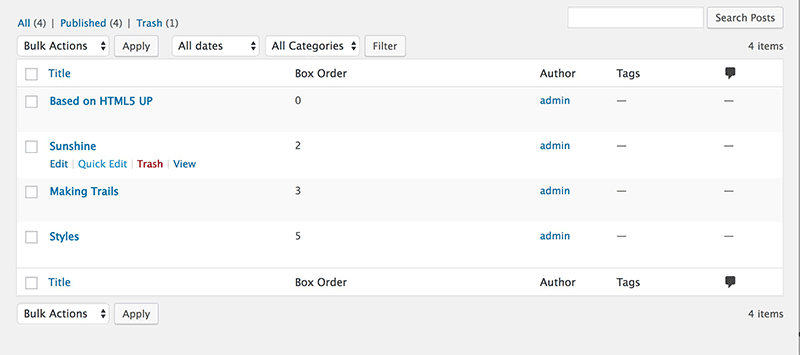 All (4) | Published (4) | Trash (1)
Search Posts
Bulk Actions Apply All dates All Categories Filter 4 items
Title Box Order Author Tags
Based on HTML5 UP 0 admin — —
Sunshine 2 admin — —
Edit | Quick Edit | Trash | View
Making Trails 3 admin — —
Styles 5 admin — —
Title Box Order Author Tags
Bulk Actions Apply 4 items